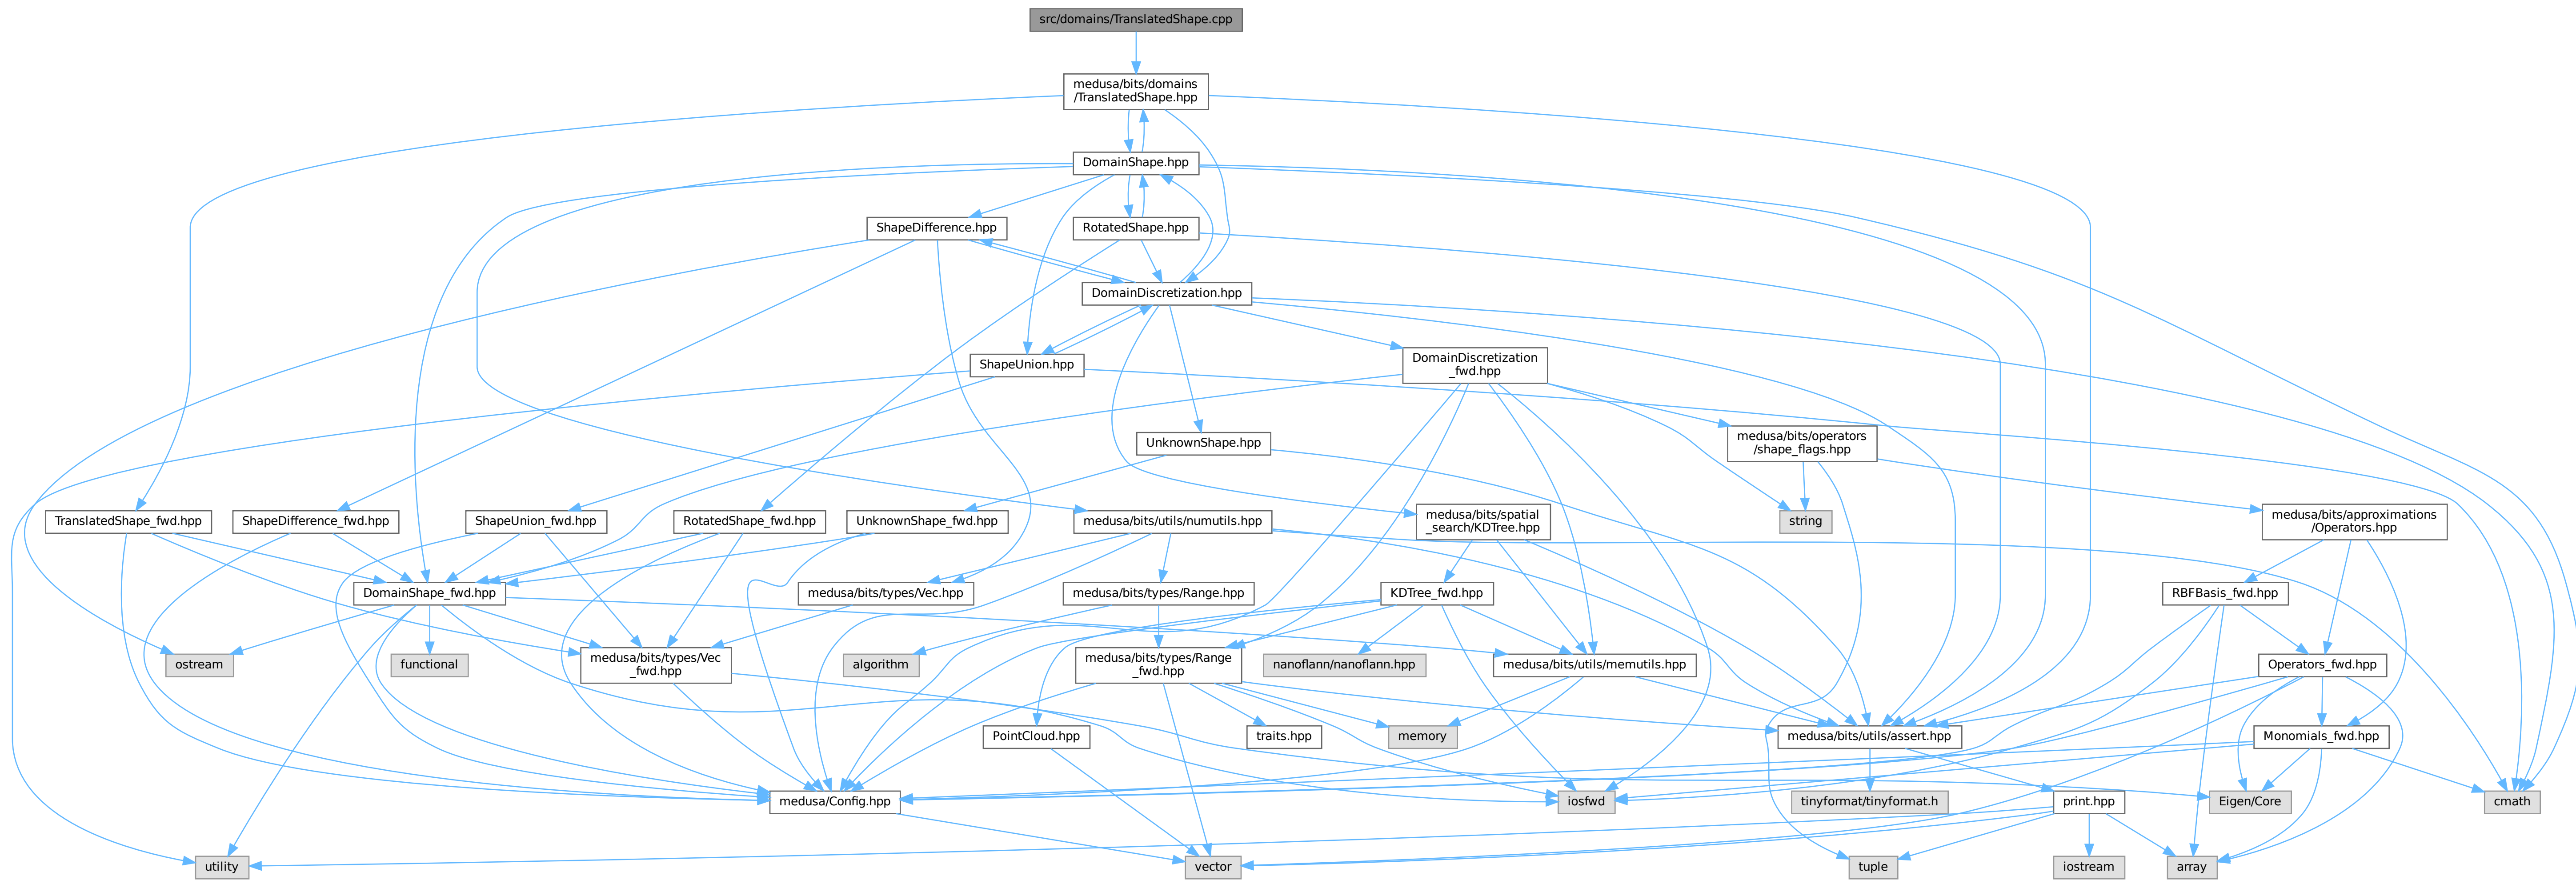 src/domains/TranslatedShape.cpp
medusa/bits/domains
/TranslatedShape.hpp
DomainShape.hpp
ShapeDifference.hpp
RotatedShape.hpp
DomainDiscretization.hpp
ShapeUnion.hpp
DomainDiscretization
_fwd.hpp
UnknownShape.hpp
medusa/bits/operators
/shape_flags.hpp
TranslatedShape_fwd.hpp
ShapeDifference_fwd.hpp
ShapeUnion_fwd.hpp
RotatedShape_fwd.hpp
UnknownShape_fwd.hpp
medusa/bits/utils/numutils.hpp
medusa/bits/spatial
_search/KDTree.hpp
string
medusa/bits/approximations
/Operators.hpp
DomainShape_fwd.hpp
medusa/bits/types/Vec.hpp
medusa/bits/types/Range.hpp
KDTree_fwd.hpp
RBFBasis_fwd.hpp
ostream
functional
medusa/bits/types/Vec
_fwd.hpp
algorithm
medusa/bits/types/Range
_fwd.hpp
nanoflann/nanoflann.hpp
medusa/bits/utils/memutils.hpp
Operators_fwd.hpp
PointCloud.hpp
traits.hpp
memory
medusa/bits/utils/assert.hpp
Monomials_fwd.hpp
medusa/Config.hpp
iosfwd
tinyformat/tinyformat.h
print.hpp
Eigen/Core
cmath
utility
vector
tuple
iostream
array